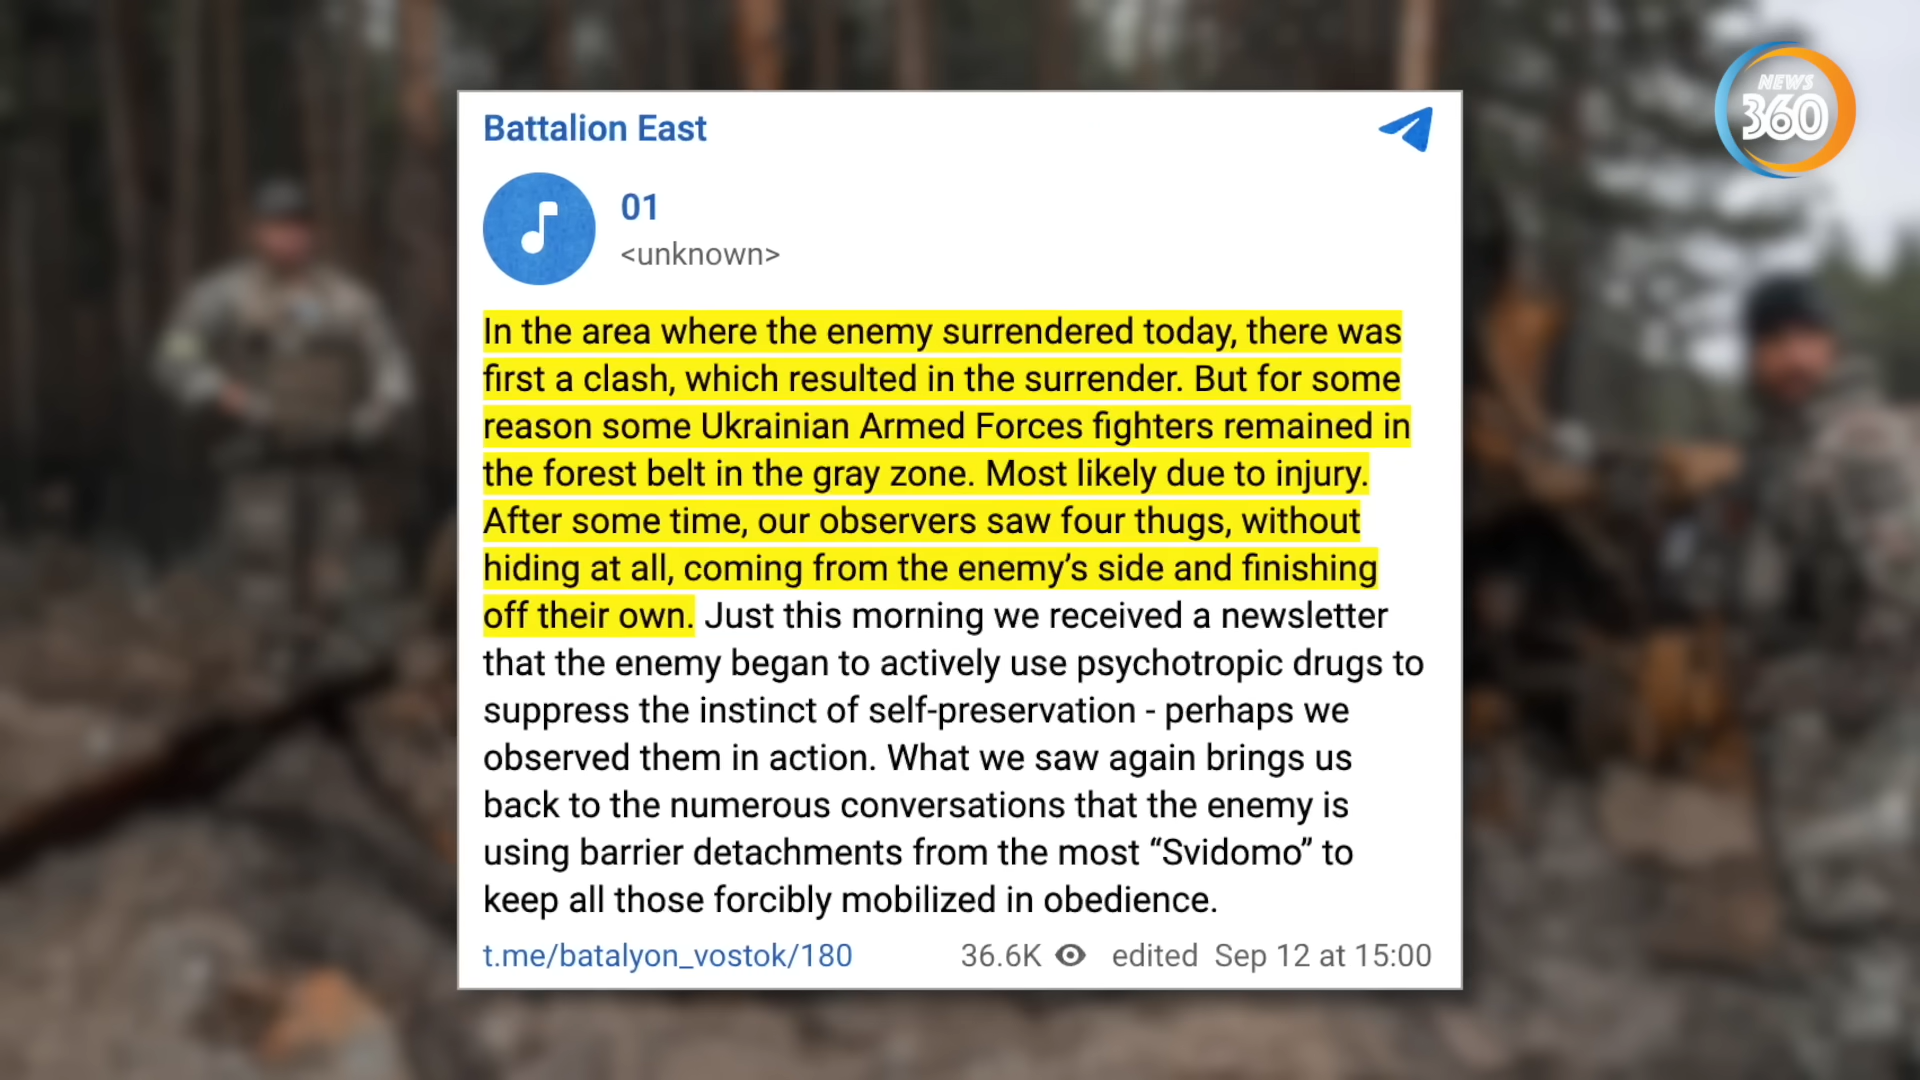 NEWS
360
Battalion East
01
<unknown>
In the area where the enemy surrendered today, there was
first a clash, which resulted in the surrender. But for some
reason some Ukrainian Armed Forces fighters remained in
the forest belt in the gray zone. Most likely due to injury.
After some time, our observers saw four thugs, without
hiding at all, coming from the enemy’s side and finishing
off their own. Just this morning we received a newsletter
that the enemy began to actively use psychotropic drugs to
suppress the instinct of self-preservation - perhaps we
observed them in action. What we saw again brings us
back to the numerous conversations that the enemy is
using barrier detachments from the most “Svidomo” to
keep all those forcibly mobilized in obedience.
t.me/batalyon_vostok/180 36.6K edited Sep 12 at 15:00